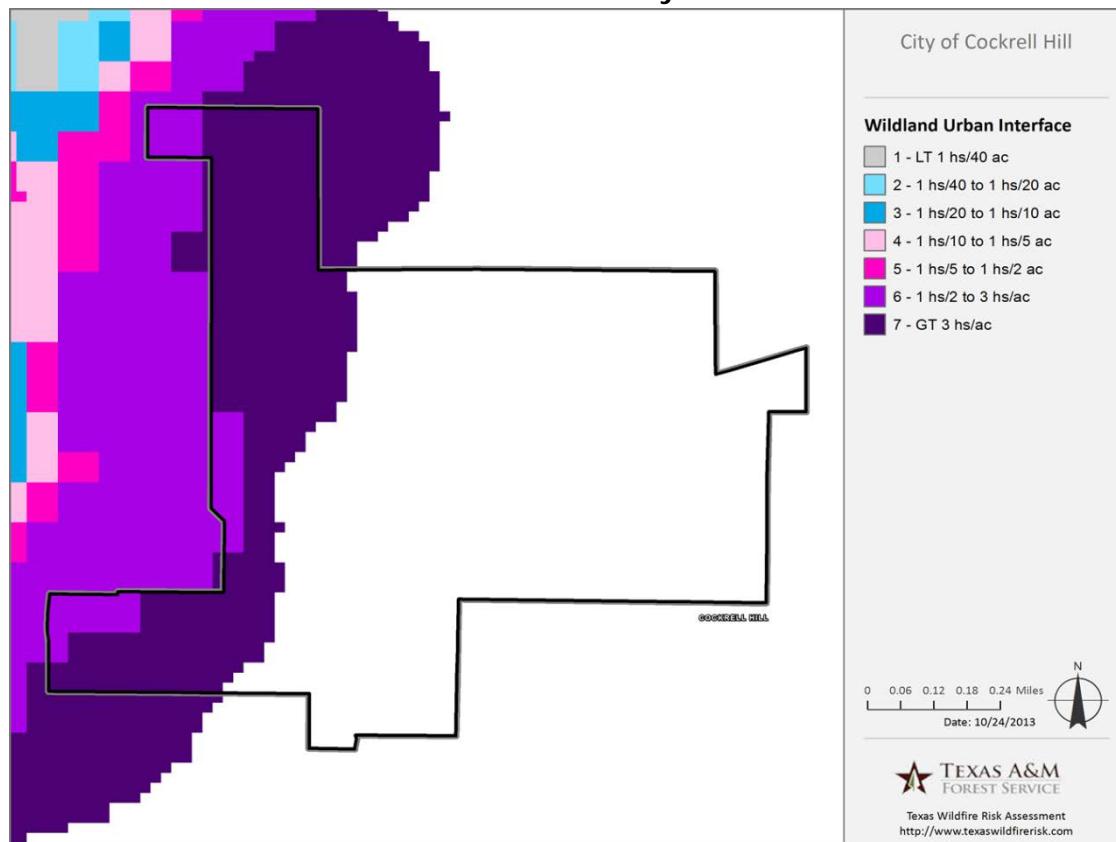 City of Cockrell Hill
Wildland Urban Interface
1 - LT 1 hs/40 ac
2 - 1 hs/40 to 1 hs/20 ac
3 - 1 hs/20 to 1 hs/10 ac
4 - 1 hs/10 to 1 hs/5 ac
5 - 1 hs/5 to 1 hs/2 ac
6 - 1 hs/2 to 3 hs/ac
7 - GT 3 hs/ac
COCKRELL HILL
N
0 0.06 0.12 0.18 0.24 Miles
Date: 10/24/2013
TEXAS A&M
FOREST SERVICE
Texas Wildfire Risk Assessment
http://www.texaswildfirerisk.com